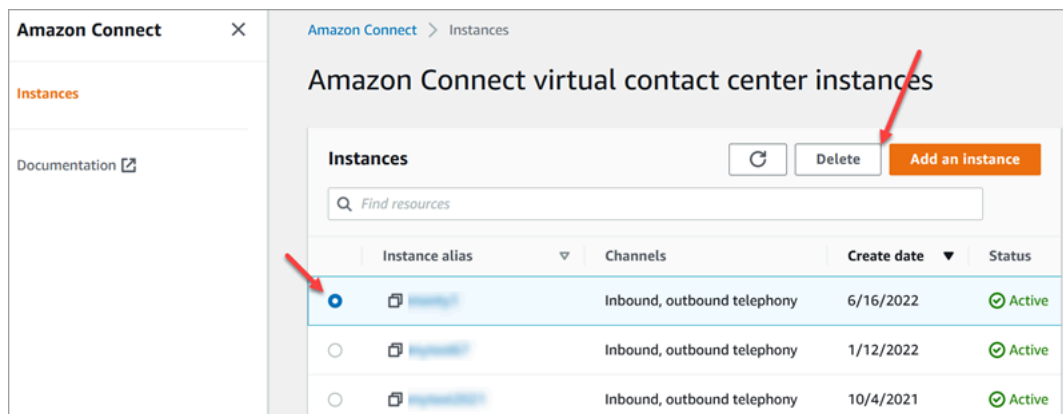 Amazon Connect
Instances
Documentation
Amazon Connect > Instances
Amazon Connect virtual contact center instances
Instances
Delete
Add an instance
Find resources
Instance alias Channels Create date Status
Inbound, outbound telephony 6/16/2022 Active
Inbound, outbound telephony 1/12/2022 Active
Inbound, outbound telephony 10/4/2021 Active